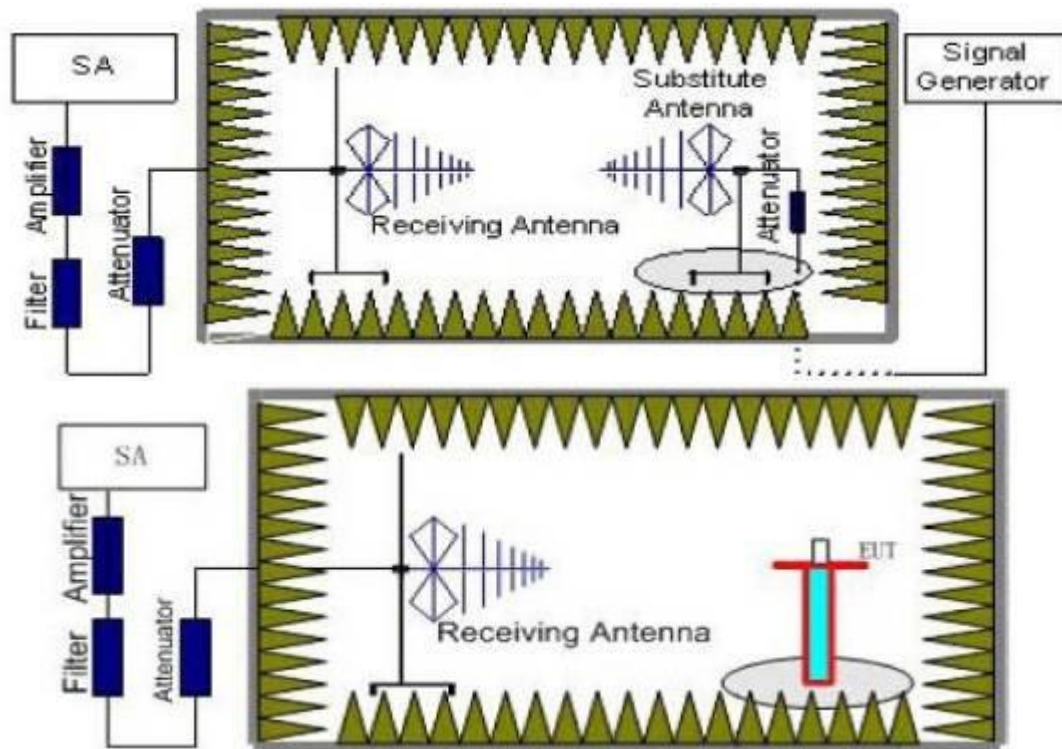 SA
Amplifier
Filter
Attenuator
Receiving Antenna
Substitute
Antenna
Attenuator
Signal
Generator
SA
Amplifier
Filter
Attenuator
Receiving Antenna
EUT